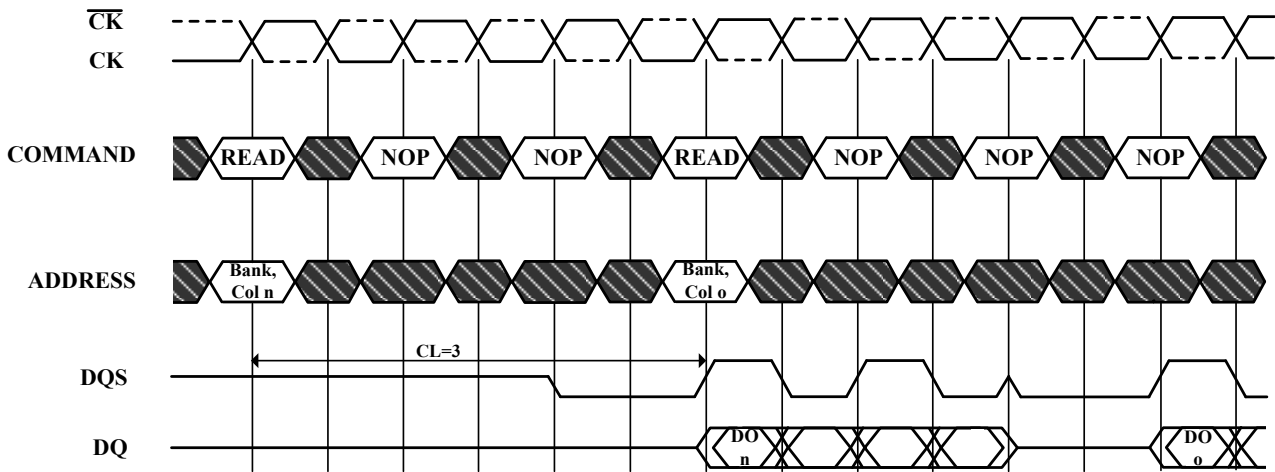 CK
CK
COMMAND READ NOP NOP READ NOP NOP NOP
ADDRESS Bank, Col n Bank, Col o
CL=3
DQS
DQ DO n DO o